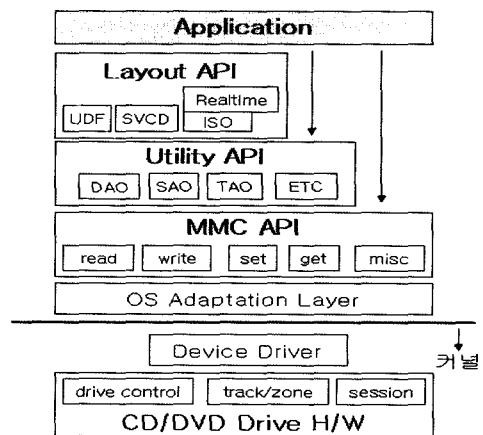 Application
Layout API
Realtime
UDF SVCD ISO
Utility API
DAO SAO TAO ETC
MMC API
read write set get misc
OS Adaptation Layer
커널
Device Driver
drive control track/zone session
CD/DVD Drive H/W